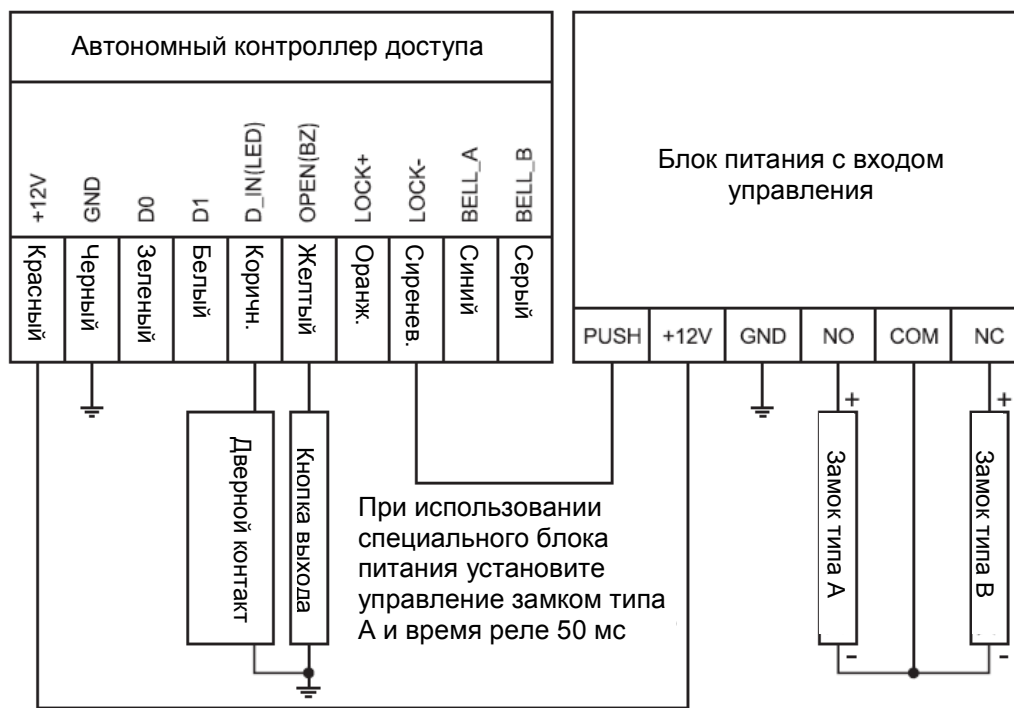 Автономный контроллер доступа
+12V
GND
D0
D1
D_IN(LED)
OPEN(BZ)
LOCK+
LOCK-
BELL_A
BELL_B
Красный
Черный
Зеленый
Белый
Коричн.
Желтый
Оранж.
Сиренев.
Синий
Серый
Блок питания с входом
управления
PUSH
+12V
GND
NO
COM
NC
Дверной контакт
Кнопка выхода
При использовании
специального блока
питания установите
управление замком типа
А и время реле 50 мс
+
Замок типа А
-
+
Замок типа В
-